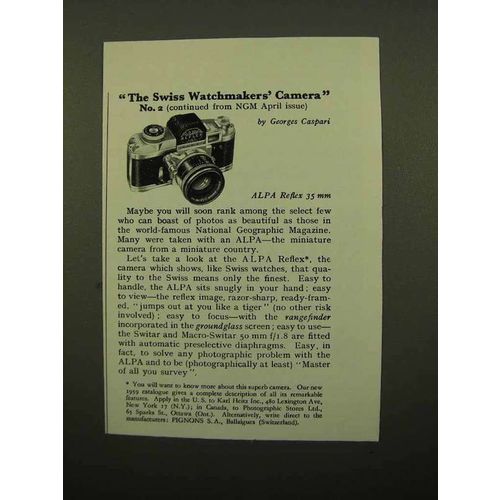 "The Swiss Watchmakers' Camera"
No. 2 (continued from NGM April issue)
by Georges Caspari
ALPA Reflex 35 mm
Maybe you will soon rank among the select few
who can boast of photos as beautiful as those in
the world-famous National Geographic Magazine.
Many were taken with an ALPA—the miniature
camera from a miniature country.
Let's take a look at the ALPA Reflex*, the
camera which shows, like Swiss watches, that qua-
lity to the Swiss means only the finest. Easy to
handle, the ALPA sits snugly in your hand; easy
to view—the reflex image, razor-sharp, ready-fram-
ed, "jumps out at you like a tiger" (no other risk
involved); easy to focus—with the rangefinder
incorporated in the groundglass screen; easy to use—
the Switar and Macro-Switar 50 mm f/1.8 are fitted
with automatic preselective diaphragms. Easy, in
fact, to solve any photographic problem with the
ALPA and to be (photographically at least) "Master
of all you survey".
* You will want to know more about this superb camera. Our new
1959 catalogue gives a complete description of all its remarkable
features. Apply in the U. S. to Karl Heitz Inc., 480 Lexington Ave,
New York 17 (N.Y.); in Canada, to Photographic Stores Ltd.,
65 Sparks St., Ottawa (Ont.). Alternatively, write direct to the
manufacturers: PIGNONS S. A., Ballaigues (Switzerland).